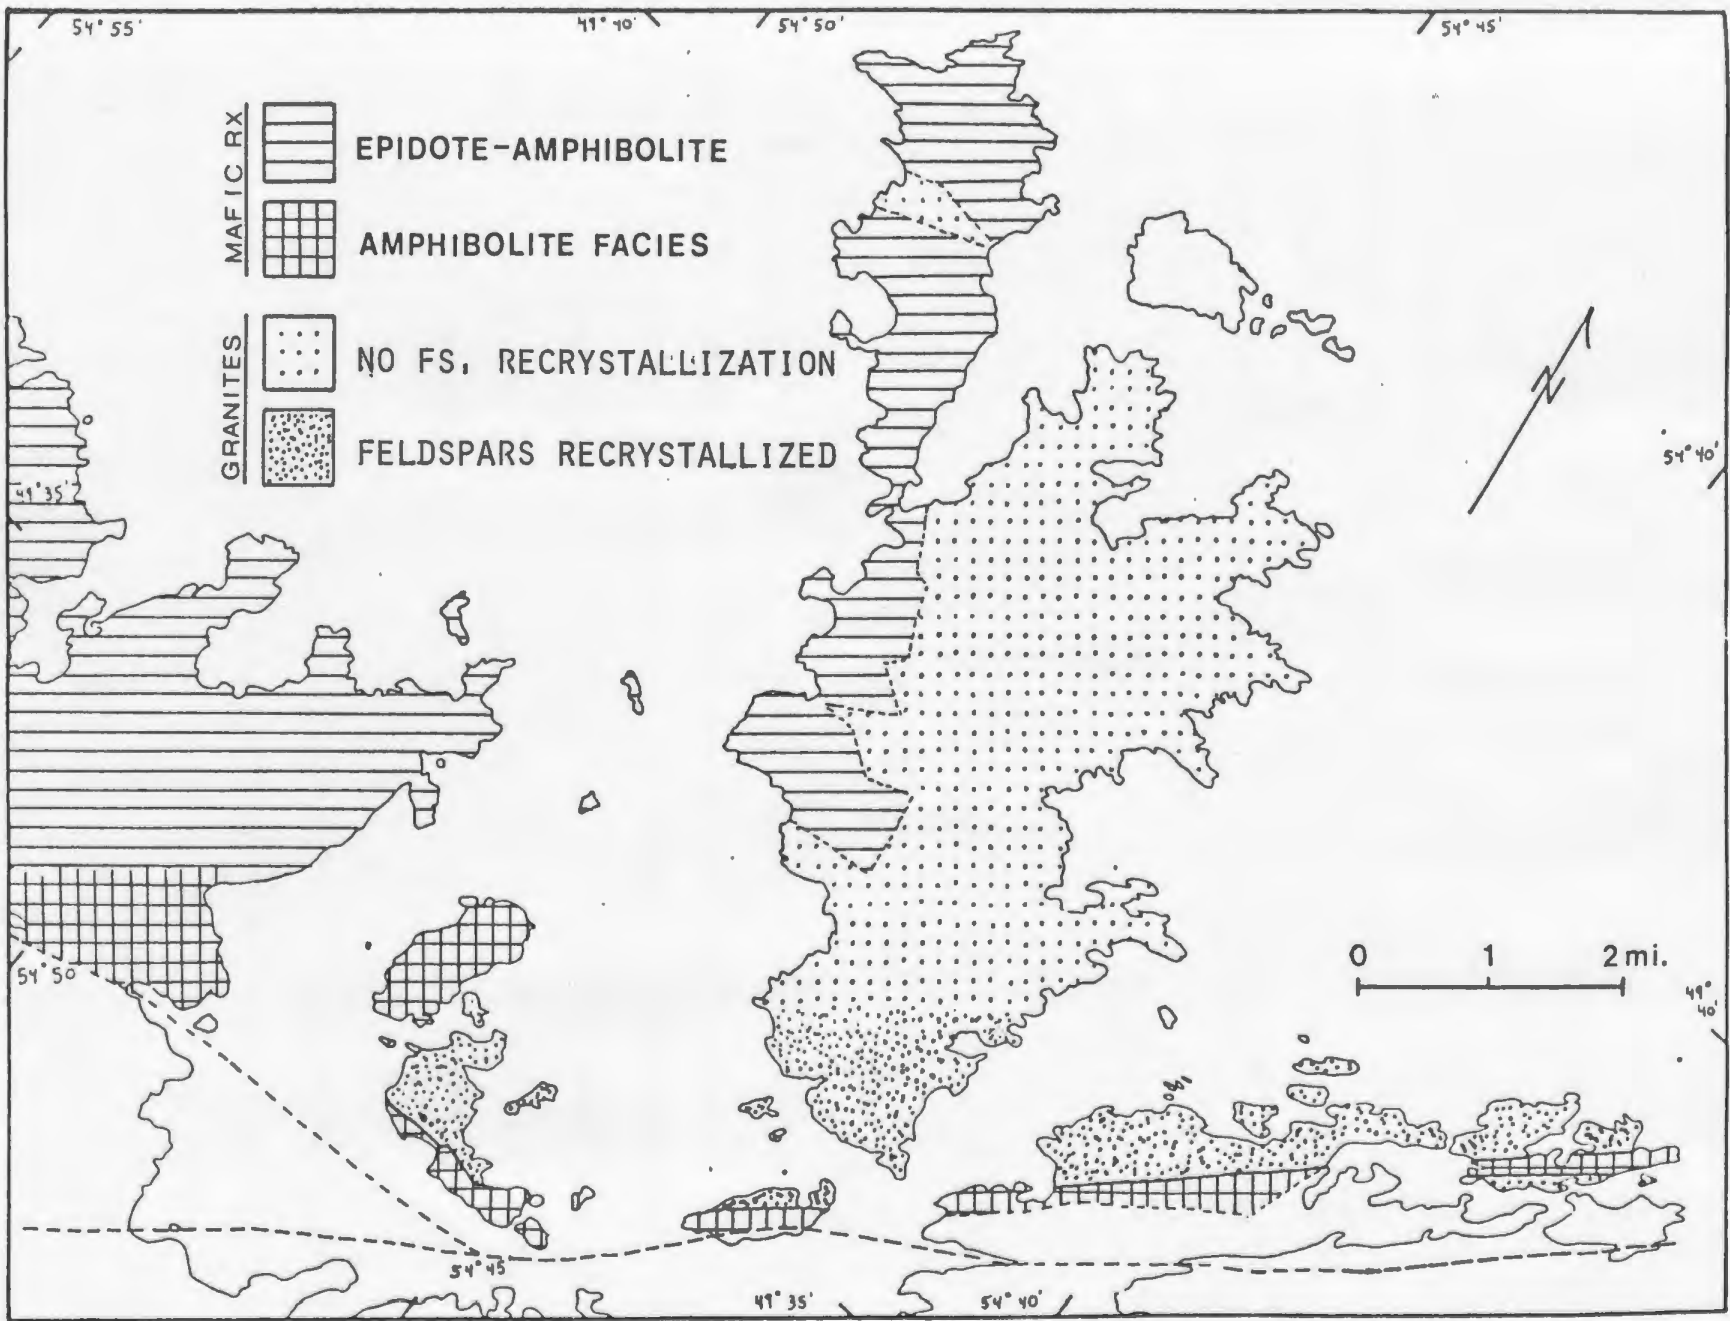 54° 55'
49° 40'
54° 50'
54° 45'
MAFIC RX
EPIDOTE-AMPHIBOLITE
AMPHIBOLITE FACIES
GRANITES
NO FS. RECRYSTALLIZATION
FELDSPARS RECRYSTALLIZED
N
54° 40'
49° 35'
54° 50
0 1 2 mi.
49° 40'
54° 45
49° 35'
54° 40'